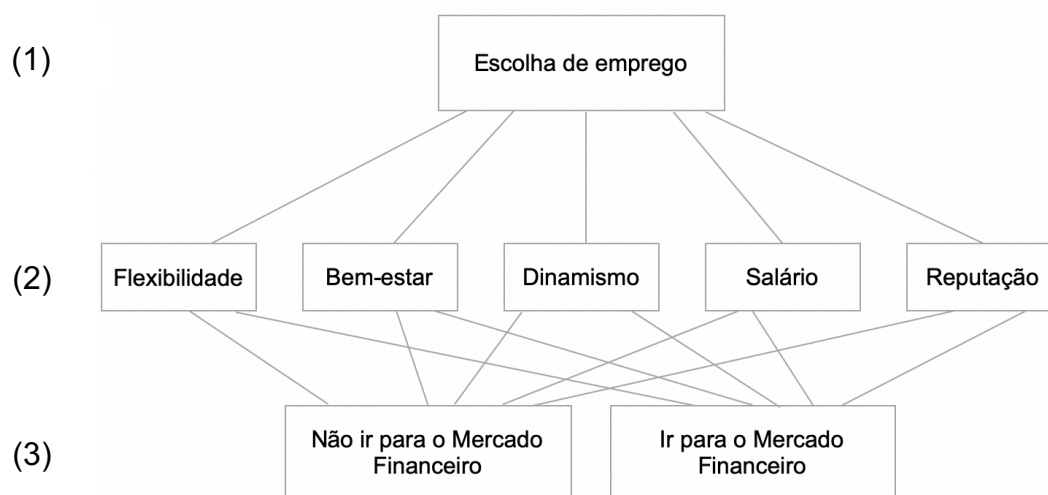 (1)
Escolha de emprego
(2)
Flexibilidade
Bem-estar
Dinamismo
Salário
Reputação
(3)
Não ir para o Mercado
Financeiro
Ir para o Mercado
Financeiro